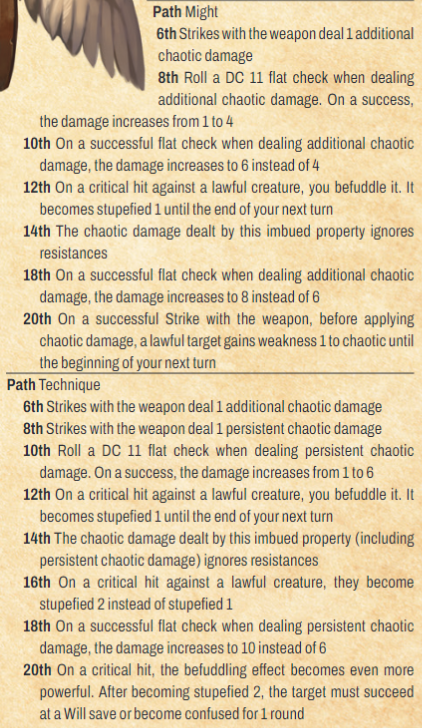 Path Might
6th Strikes with the weapon deal 1 additional
chaotic damage
8th Roll a DC 11 flat check when dealing
additional chaotic damage. On a success,
the damage increases from 1 to 4
10th On a successful flat check when dealing additional chaotic
damage, the damage increases to 6 instead of 4
12th On a critical hit against a lawful creature, you befuddle it. It
becomes stupefied 1 until the end of your next turn
14th The chaotic damage dealt by this imbued property ignores
resistances
18th On a successful flat check when dealing additional chaotic
damage, the damage increases to 8 instead of 6
20th On a successful Strike with the weapon, before applying
chaotic damage, a lawful target gains weakness 1 to chaotic until
the beginning of your next turn
Path Technique
6th Strikes with the weapon deal 1 additional chaotic damage
8th Strikes with the weapon deal 1 persistent chaotic damage
10th Roll a DC 11 flat check when dealing persistent chaotic
damage. On a success, the damage increases from 1 to 6
12th On a critical hit against a lawful creature, you befuddle it. It
becomes stupefied 1 until the end of your next turn
14th The chaotic damage dealt by this imbued property (including
persistent chaotic damage) ignores resistances
16th On a critical hit against a lawful creature, they become
stupefied 2 instead of stupefied 1
18th On a successful flat check when dealing persistent chaotic
damage, the damage increases to 10 instead of 6
20th On a critical hit, the befuddling effect becomes even more
powerful. After becoming stupefied 2, the target must succeed
at a Will save or become confused for 1 round